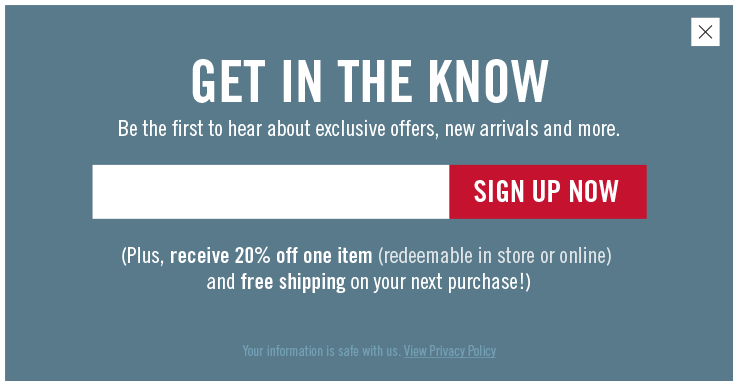 GET IN THE KNOW
Be the first to hear about exclusive offers, new arrivals and more.
SIGN UP NOW
(Plus, receive 20% off one item (redeemable in store or online)
and free shipping on your next purchase!)
Your information is safe with us. View Privacy Policy